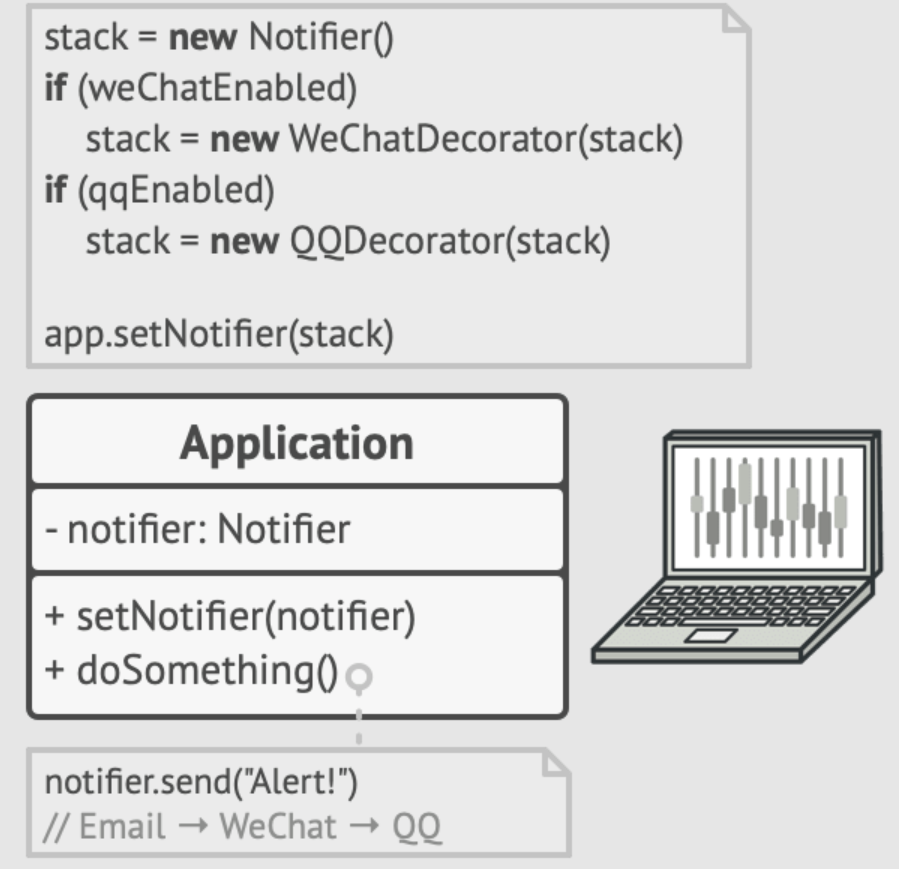 stack = new Notifier()
if (weChatEnabled)
stack = new WeChatDecorator(stack)
if (qqEnabled)
stack = new QQDecorator(stack)
app.setNotifier(stack)
Application
- notifier: Notifier
+ setNotifier(notifier)
+ doSomething()
notifier.send("Alert!")
// Email → WeChat → QQ